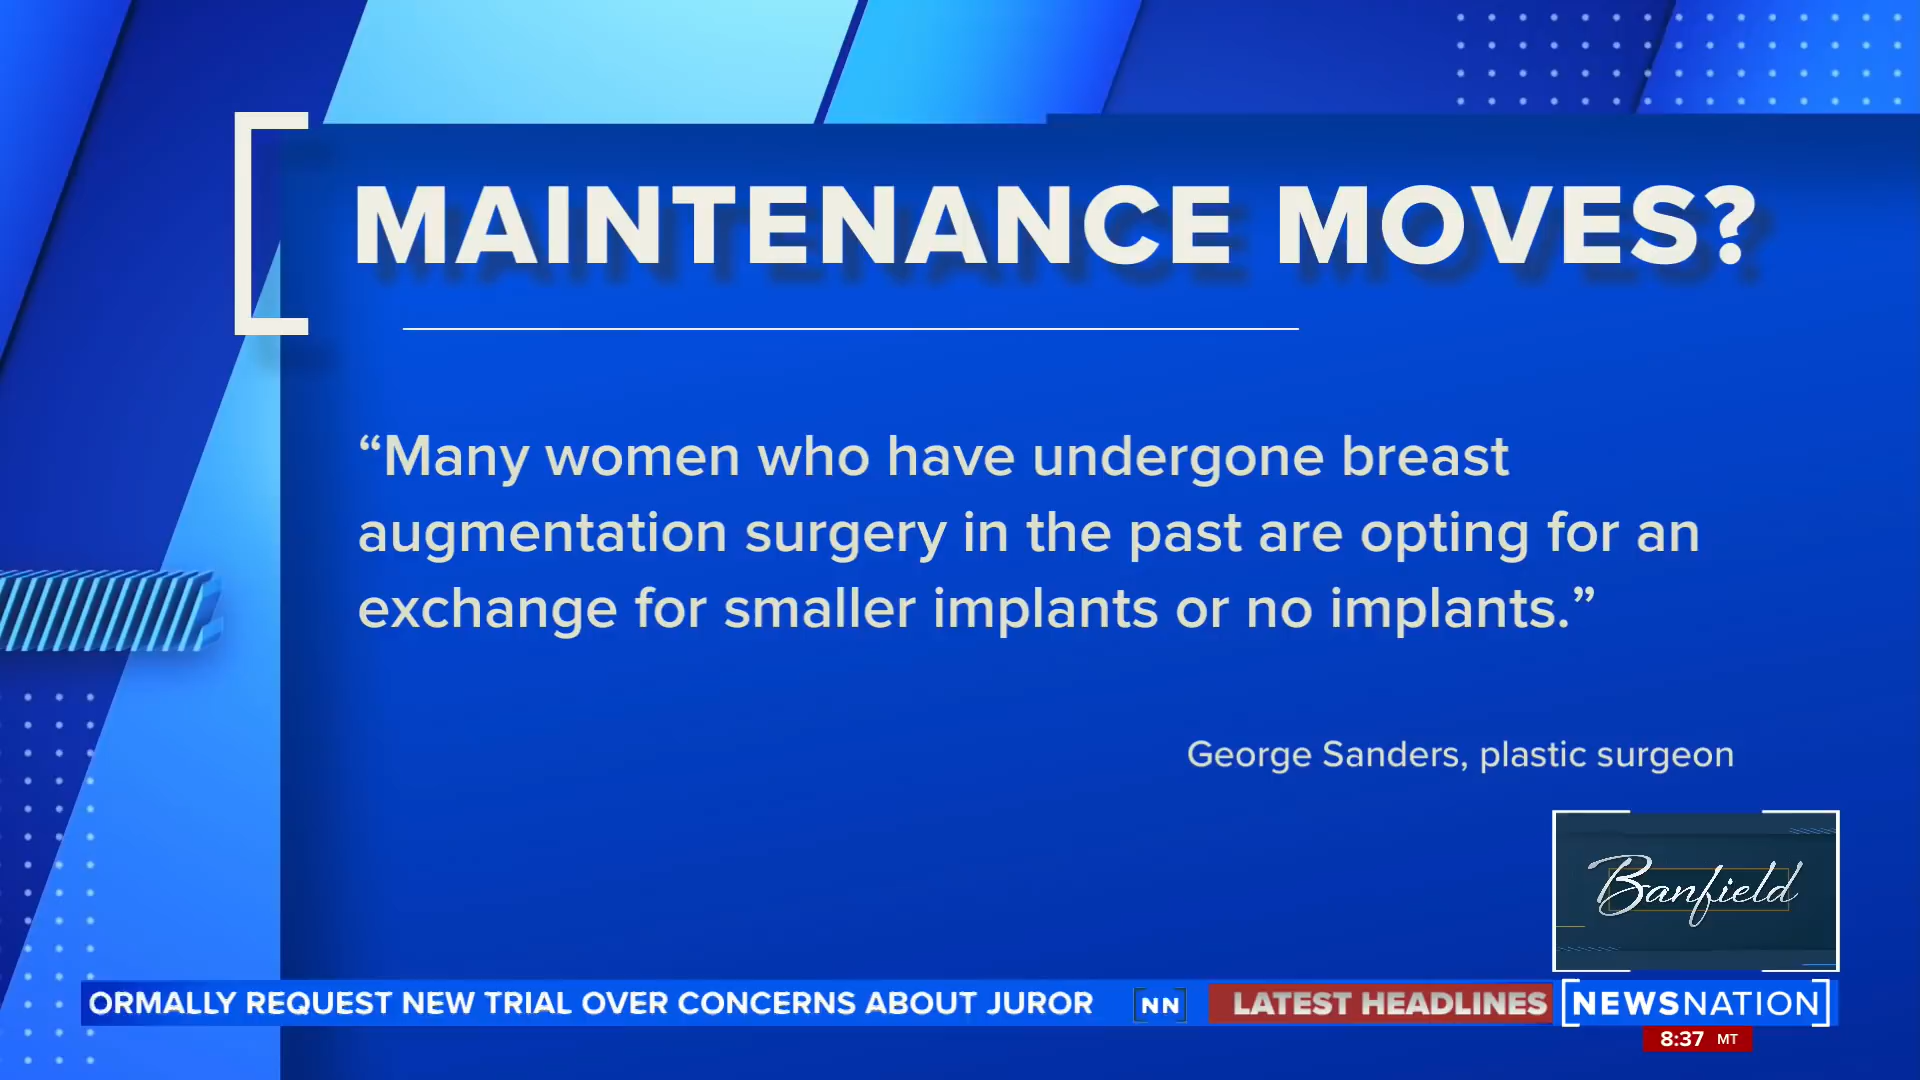 MAINTENANCE MOVES?
“Many women who have undergone breast
augmentation surgery in the past are opting for an
exchange for smaller implants or no implants.”
George Sanders, plastic surgeon
Banfield
ORMALLY REQUEST NEW TRIAL OVER CONCERNS ABOUT JUROR NN LATEST HEADLINES NEWSNATION
8:37 MT